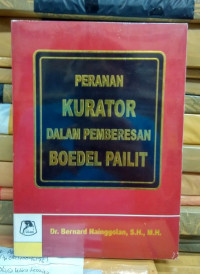 PERANAN
KURATOR
DALAM PEMBERESAN
BOEDEL PAILIT
Dr. Bernard Nainggolan, S.H., M.H.